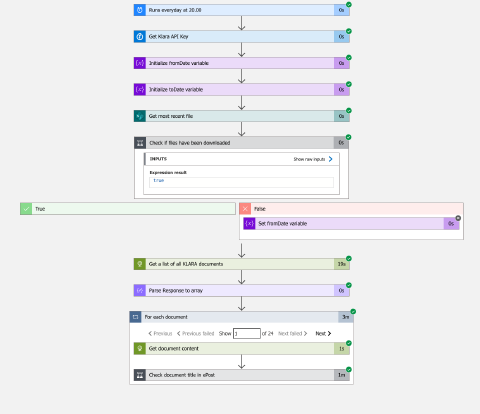 Runs everyday at 20.00
0s
Get Klara API Key
0s
Initialize fromDate variable
0s
Initialize toDate variable
0s
Get most recent file
0s
Check if files have been downloaded
0s
INPUTS
Show raw inputs
Expression result
true
True
False
Set fromDate variable
0s
Get a list of all KLARA documents
19s
Parse Response to array
0s
For each document
3m
Previous
Previous failed
Show
1
of 24
Next failed
Next
Get document content
1s
Check document title in ePost
1m